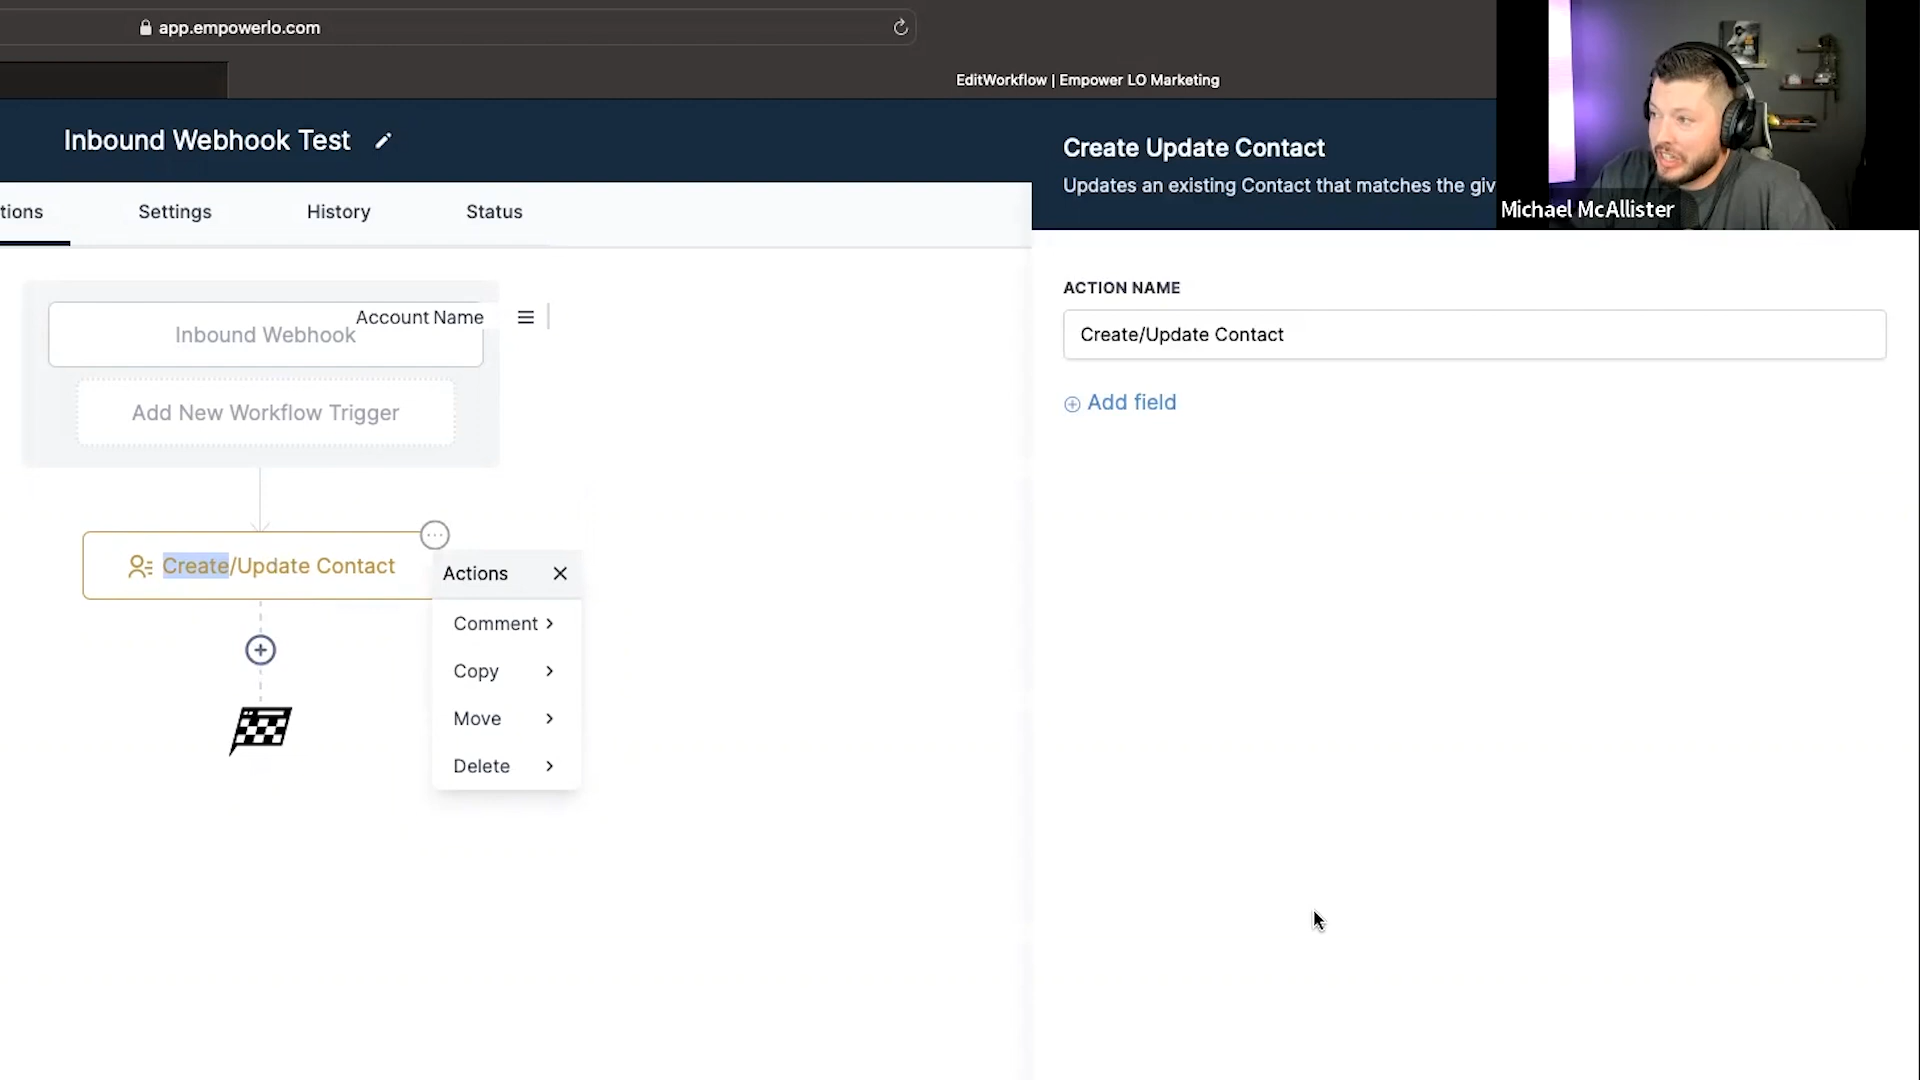 app.empowerlo.com
EditWorkflow | Empower LO Marketing
Inbound Webhook Test
Create Update Contact
Updates an existing Contact that matches the giv
Michael McAllister
tions
Settings
History
Status
Account Name
Inbound Webhook
Add New Workflow Trigger
Create/Update Contact
Actions
Comment
Copy
Move
Delete
ACTION NAME
Create/Update Contact
Add field